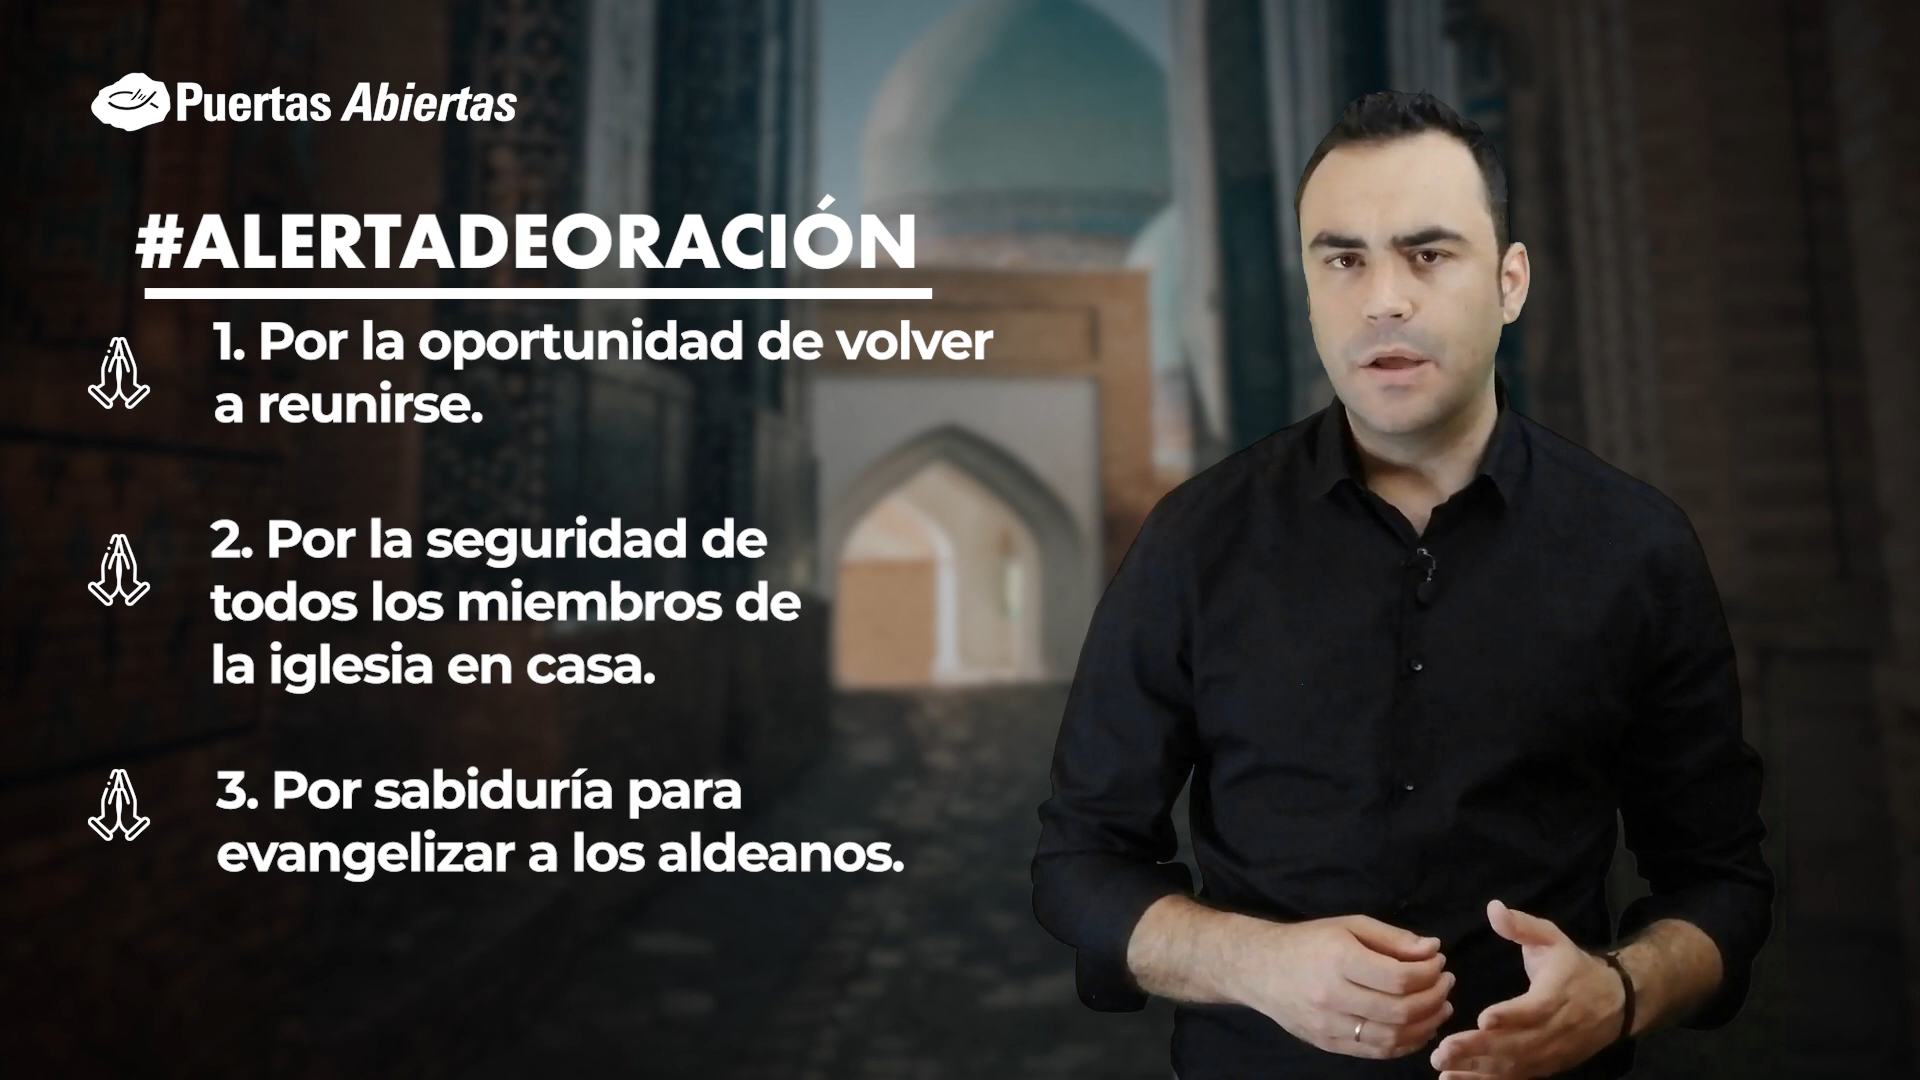 Puertas Abiertas
#ALERTADEORACIÓN
1. Por la oportunidad de volver
a reunirse.
2. Por la seguridad de
todos los miembros de
la iglesia en casa.
3. Por sabiduría para
evangelizar a los aldeanos.